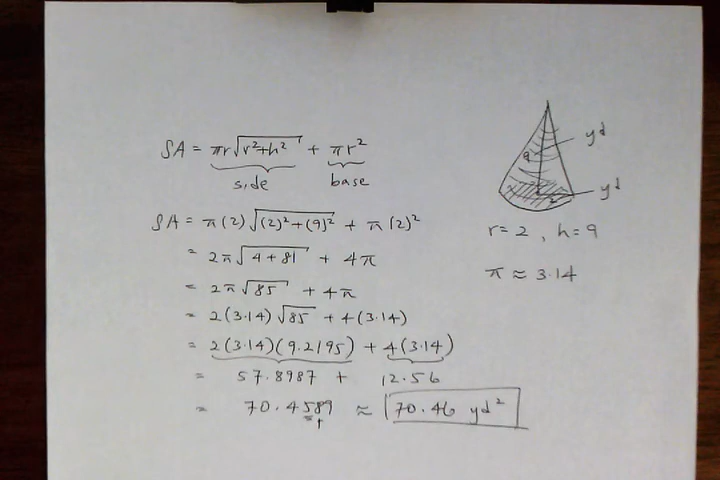 SA = πr√(r²+h²) + πr²
side base
SA = π(2)√((2)²+(9)²) + π(2)²
= 2π√(4+81) + 4π
= 2π√85 + 4π
= 2(3.14)√85 + 4(3.14)
= 2(3.14)(9.2195) + 4(3.14)
= 57.8987 + 12.56
= 70.4589 ≈ 70.46 yd²
9 yd
2 yd
r=2, h=9
π ≈ 3.14